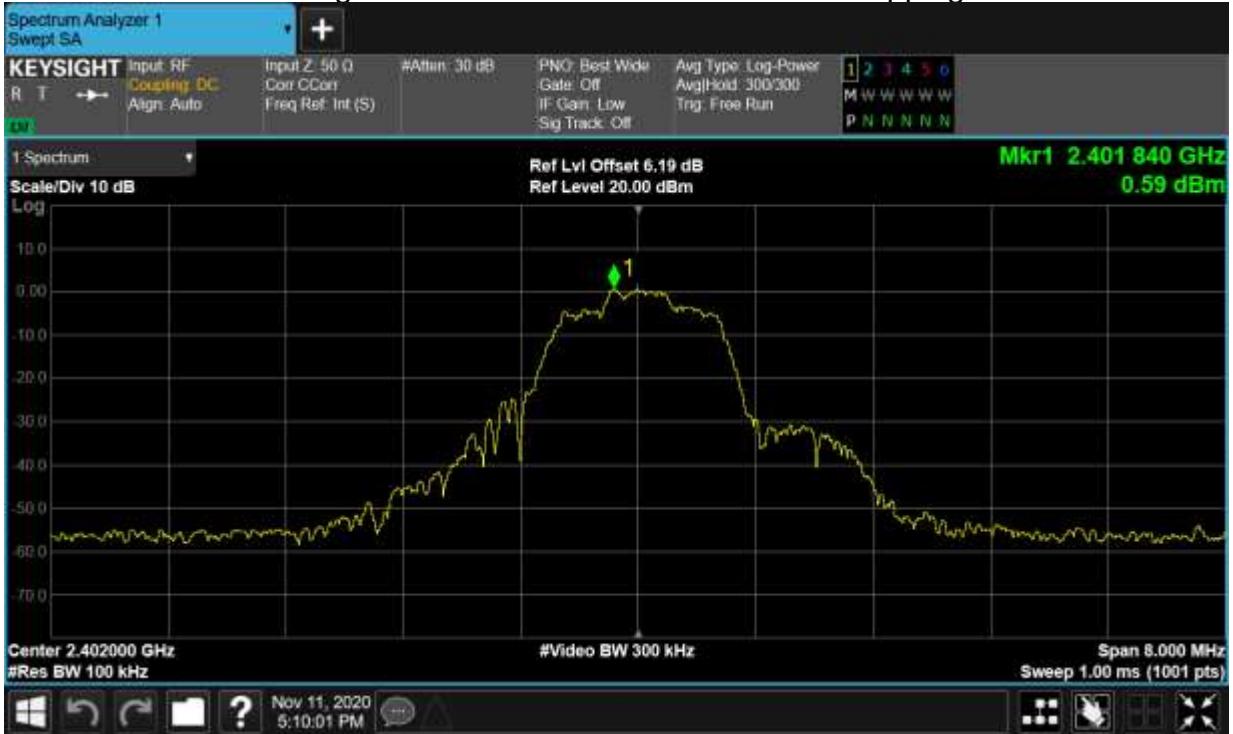 Spectrum Analyzer 1
Swept SA
+
KEYSIGHT
R T
Input: RF
Coupling: DC
Align: Auto
Input Z: 50 Ω
Corr CCorr
Freq Ref: Int (S)
#Atten: 30 dB
PNO: Best Wide
Gate: Off
IF Gain: Low
Sig Track: Off
Avg Type: Log-Power
Avg|Hold: 300/300
Trig: Free Run
1 2 3 4 5 6
M W W W W W
P N N N N N
1 Spectrum
Scale/Div 10 dB
Log
Ref Lvl Offset 6.19 dB
Ref Level 20.00 dBm
Mkr1 2.401 840 GHz
0.59 dBm
10.0
0.00
-10.0
-20.0
-30.0
-40.0
-50.0
-60.0
-70.0
1
Center 2.402000 GHz
#Res BW 100 kHz
#Video BW 300 kHz
Span 8.000 MHz
Sweep 1.00 ms (1001 pts)
?
Nov 11, 2020
5:10:01 PM